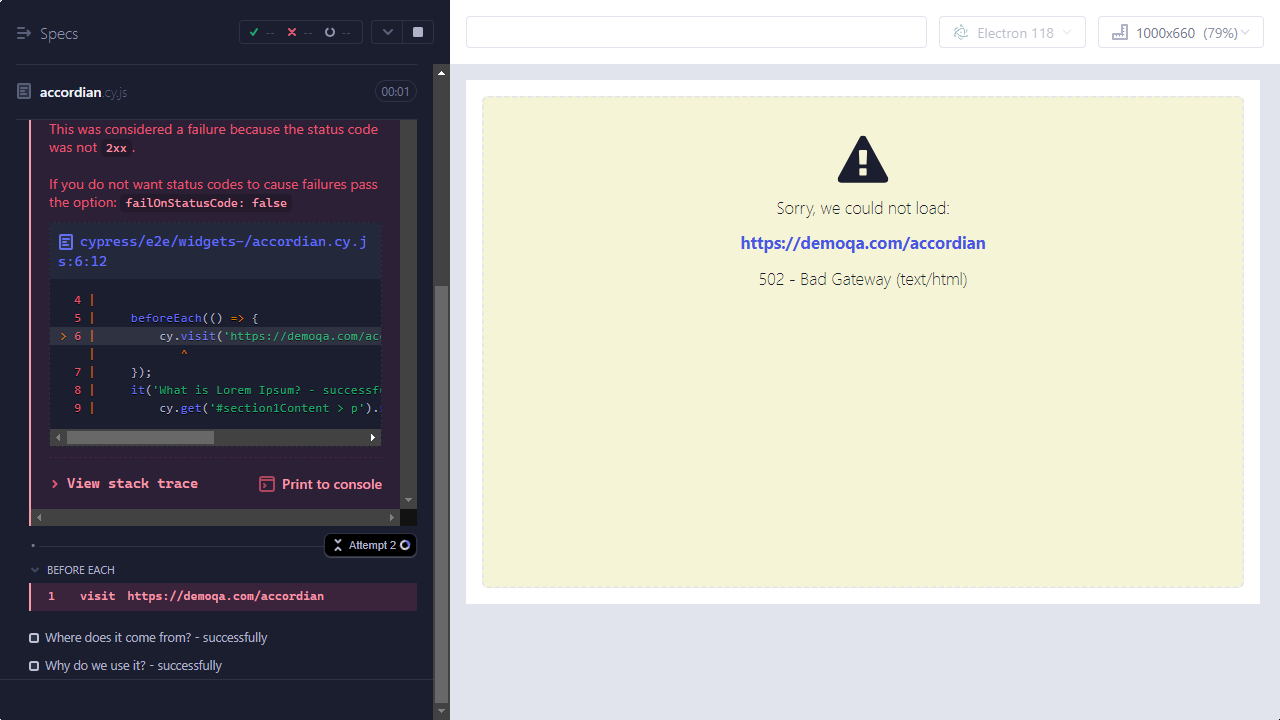 Specs
--
--
--
accordian.cy.js
00:01
This was considered a failure because the status code
was not 2xx.
If you do not want status codes to cause failures pass
the option: failOnStatusCode: false
cypress/e2e/widgets-/accordian.cy.j
s:6:12
4 |
5 | beforeEach(() => {
> 6 | cy.visit('https://demoqa.com/acc
| ^
7 | });
8 | it('What is Lorem Ipsum? - successfu
9 | cy.get('#section1Content > p').
View stack trace
Print to console
Attempt 2
BEFORE EACH
1 visit https://demoqa.com/accordian
Where does it come from? - successfully
Why do we use it? - successfully
Electron 118
1000x660 (79%)
Sorry, we could not load:
https://demoqa.com/accordian
502 - Bad Gateway (text/html)